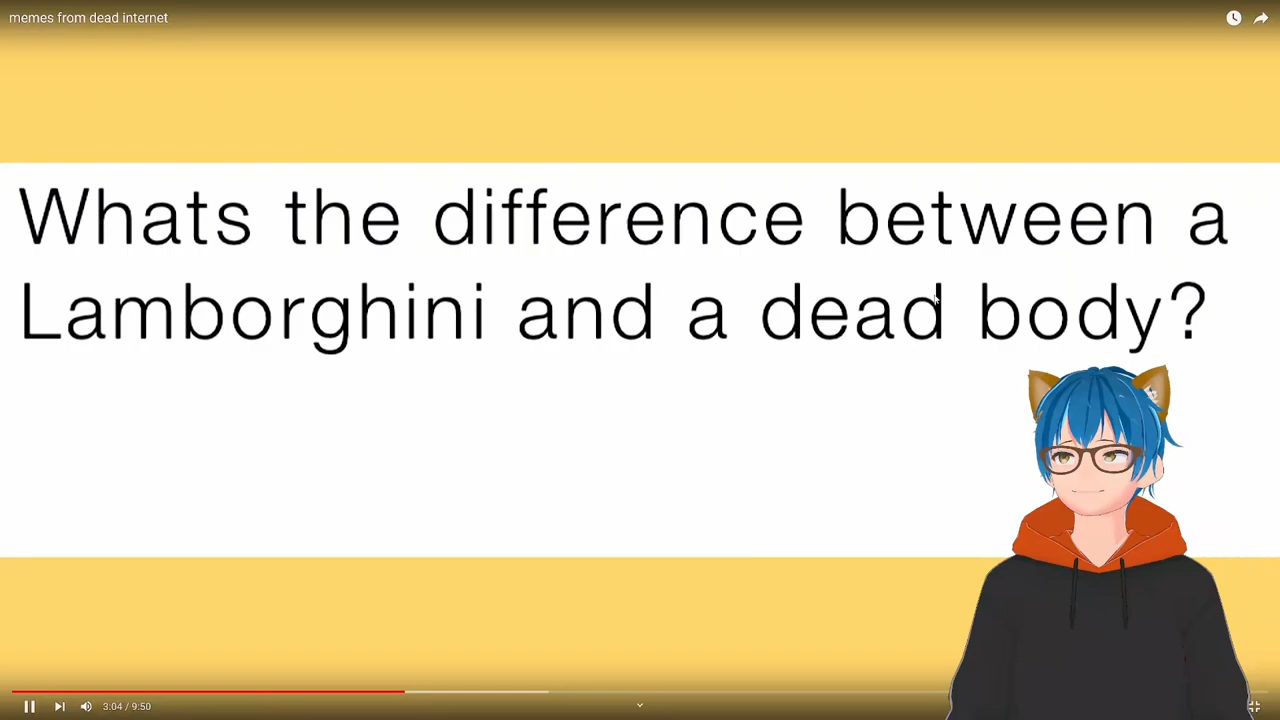 memes from dead internet
Whats the difference between a
Lamborghini and a dead body?
3:04 / 9:50